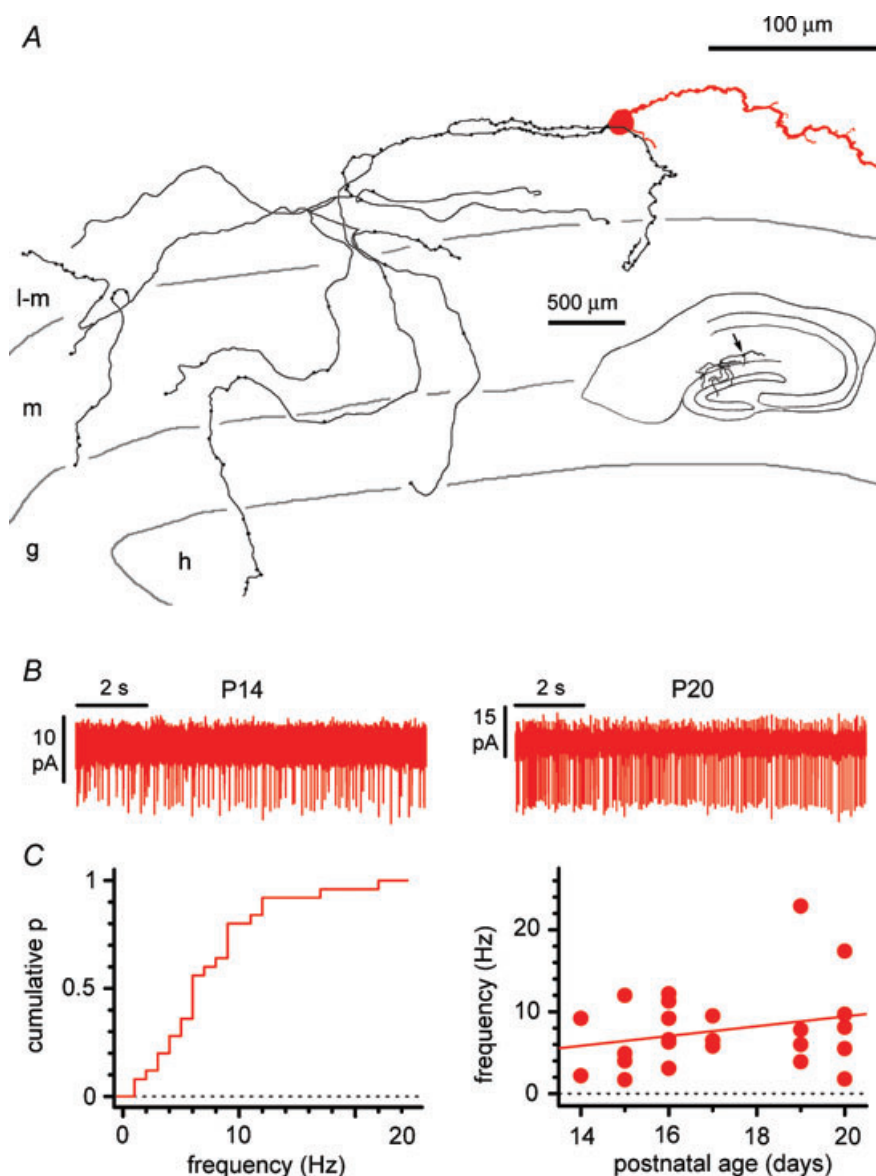 A
100 µm
l-m
500 µm
m
g
h
B
2 s
P14
10
pA
2 s
P20
15
pA
C
1
0.5
0
cumulative p
0
10
20
frequency (Hz)
20
10
0
frequency (Hz)
14
16
18
20
postnatal age (days)